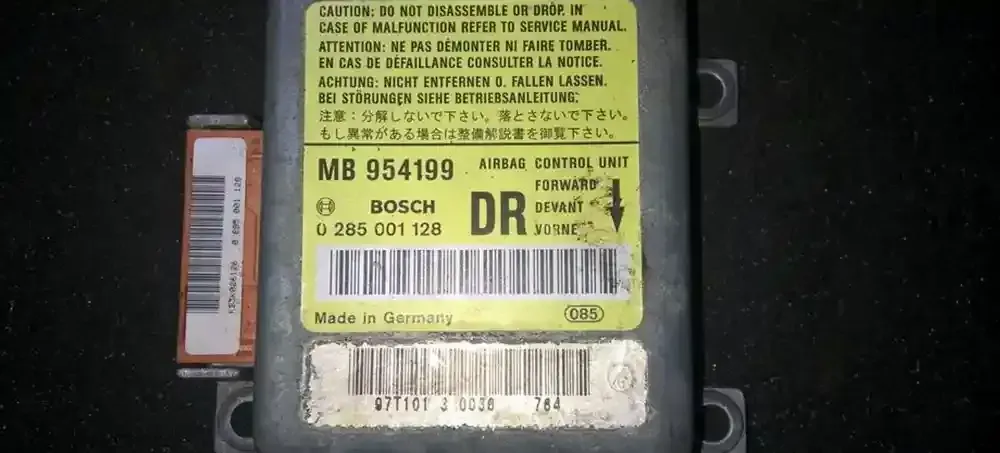 CAUTION: DO NOT DISASSEMBLE OR DROP. IN
CASE OF MALFUNCTION REFER TO SERVICE MANUAL.
ATTENTION: NE PAS DÉMONTER NI FAIRE TOMBER.
EN CAS DE DÉFAILLANCE CONSULTER LA NOTICE.
ACHTUNG: NICHT ENTFERNEN O. FALLEN LASSEN.
BEI STÖRUNGEN SIEHE BETRIEBSANLEITUNG.
注意：分解しないで下さい。落とさないで下さい。
もし異常がある場合は整備解説書を御覧下さい。
MB 954199 AIRBAG CONTROL UNIT
FORWARD
BOSCH DR DEVANT
0 285 001 128 VORNE
Made in Germany 085
97T101 3 0036 764